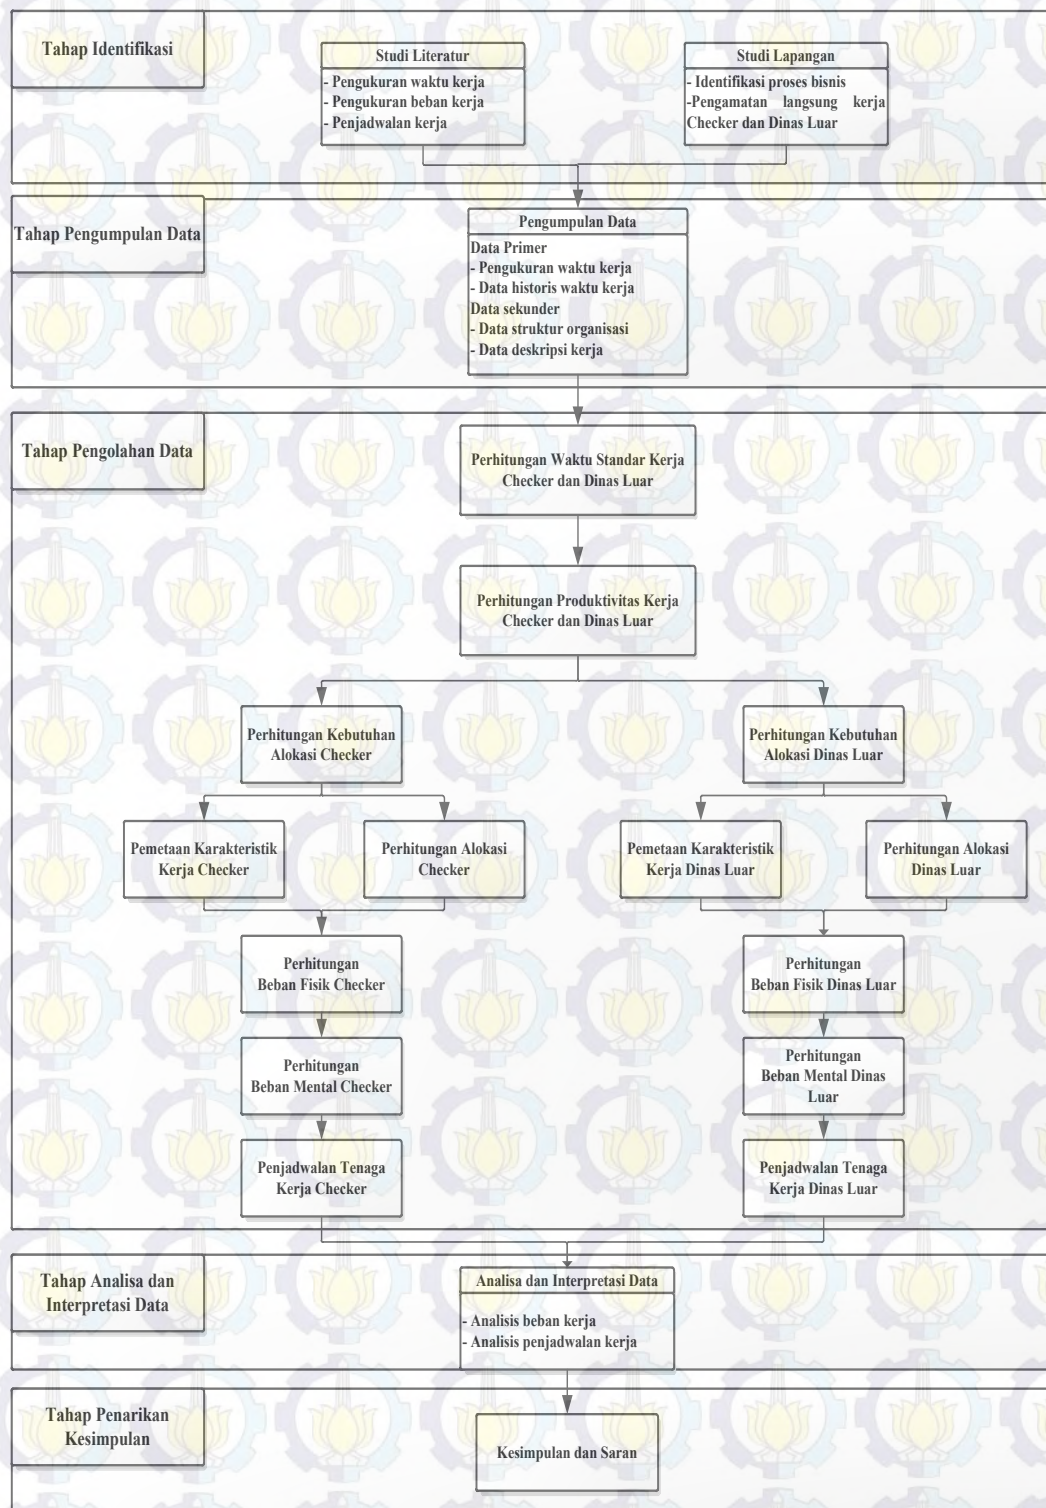 Tahap Identifikasi
Studi Literatur
- Pengukuran waktu kerja
- Pengukuran beban kerja
- Penjadwalan kerja
Studi Lapangan
- Identifikasi proses bisnis
-Pengamatan langsung kerja
Checker dan Dinas Luar
Tahap Pengumpulan Data
Pengumpulan Data
Data Primer
- Pengukuran waktu kerja
- Data historis waktu kerja
Data sekunder
- Data struktur organisasi
- Data deskripsi kerja
Tahap Pengolahan Data
Perhitungan Waktu Standar Kerja
Checker dan Dinas Luar
Perhitungan Produktivitas Kerja
Checker dan Dinas Luar
Perhitungan Kebutuhan
Alokasi Checker
Perhitungan Kebutuhan
Alokasi Dinas Luar
Pemetaan Karakteristik
Kerja Checker
Perhitungan Alokasi
Checker
Pemetaan Karakteristik
Kerja Dinas Luar
Perhitungan Alokasi
Dinas Luar
Perhitungan
Beban Fisik Checker
Perhitungan
Beban Fisik Dinas Luar
Perhitungan
Beban Mental Checker
Perhitungan
Beban Mental Dinas
Luar
Penjadwalan Tenaga
Kerja Checker
Penjadwalan Tenaga
Kerja Dinas Luar
Tahap Analisa dan
Interpretasi Data
Analisa dan Interpretasi Data
- Analisis beban kerja
- Analisis penjadwalan kerja
Tahap Penarikan
Kesimpulan
Kesimpulan dan Saran